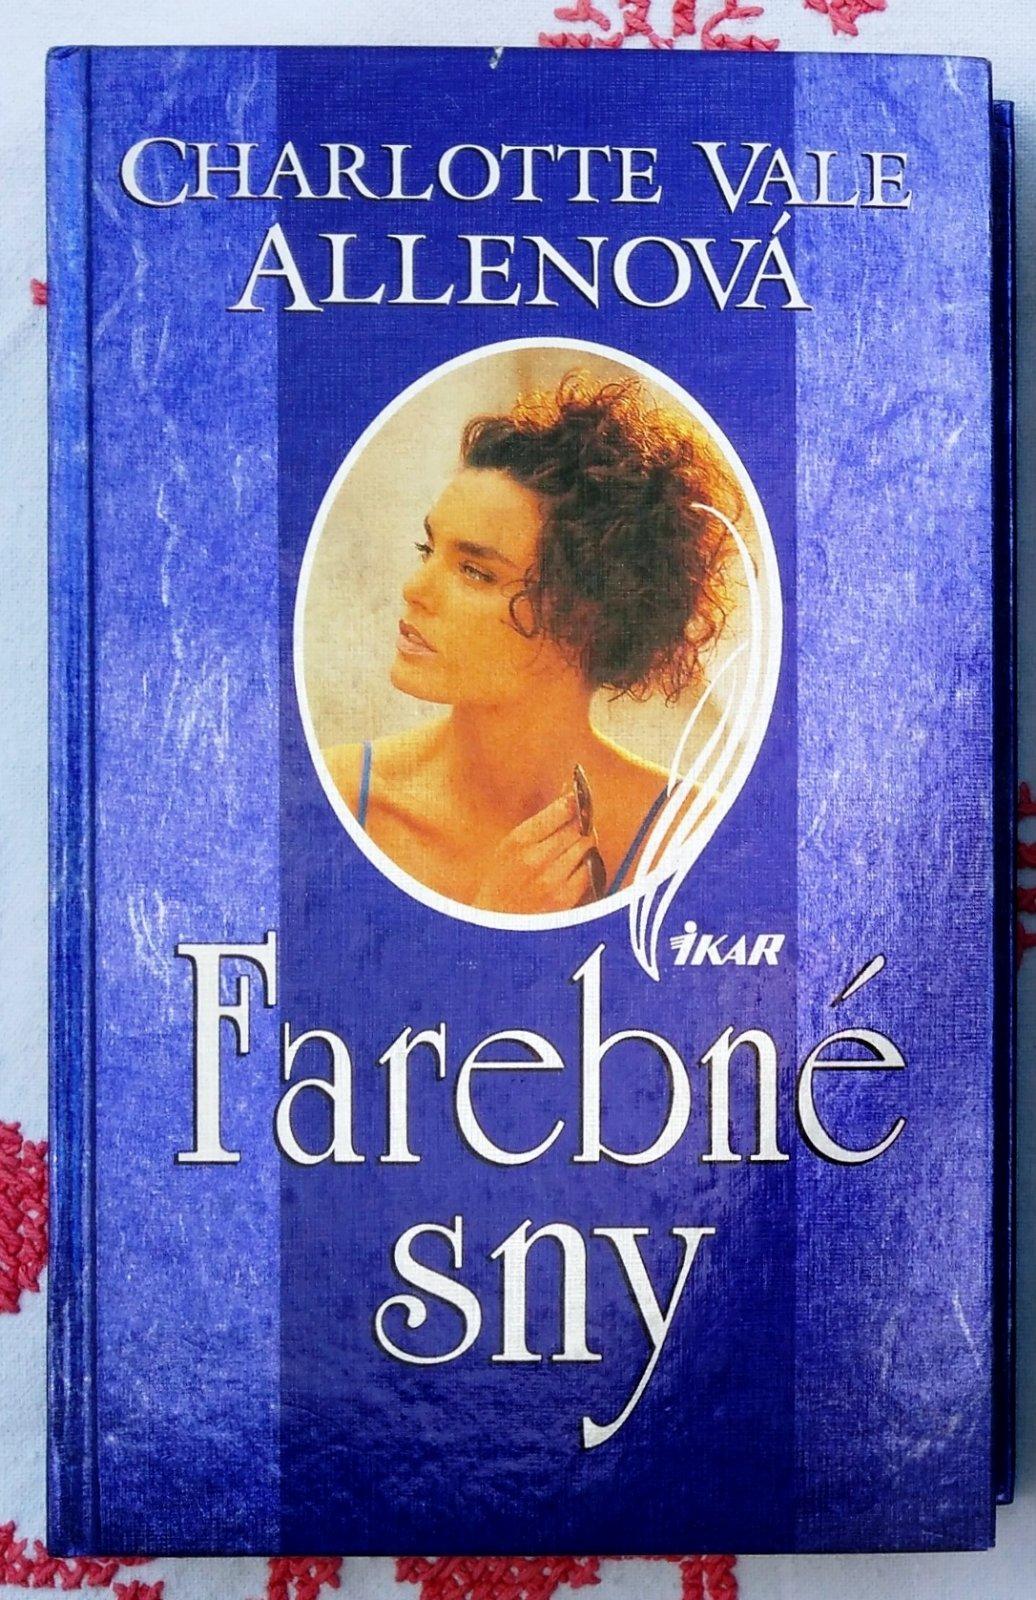 CHARLOTTE VALE
ALLENOVÁ
iKAR
Farebné
sny